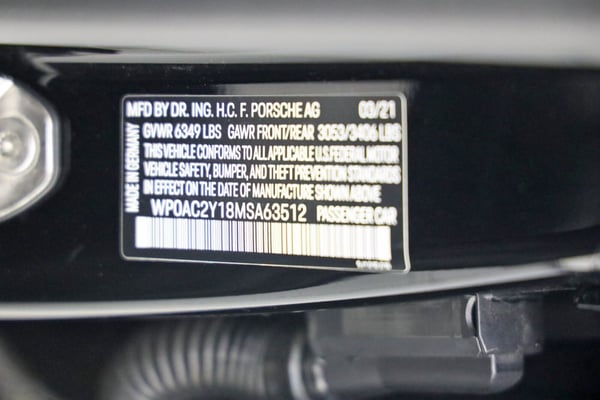 MFD BY DR. ING. H.C. F. PORSCHE AG 03/21
GVWR 6349 LBS GAWR FRONT/REAR 3053/3406 LBS
THIS VEHICLE CONFORMS TO ALL APPLICABLE U.S. FEDERAL MOTOR
VEHICLE SAFETY, BUMPER, AND THEFT PREVENTION STANDARDS
IN EFFECT ON THE DATE OF MANUFACTURE SHOWN ABOVE
WP0AC2Y18MSA63512 PASSENGER CAR
MADE IN GERMANY